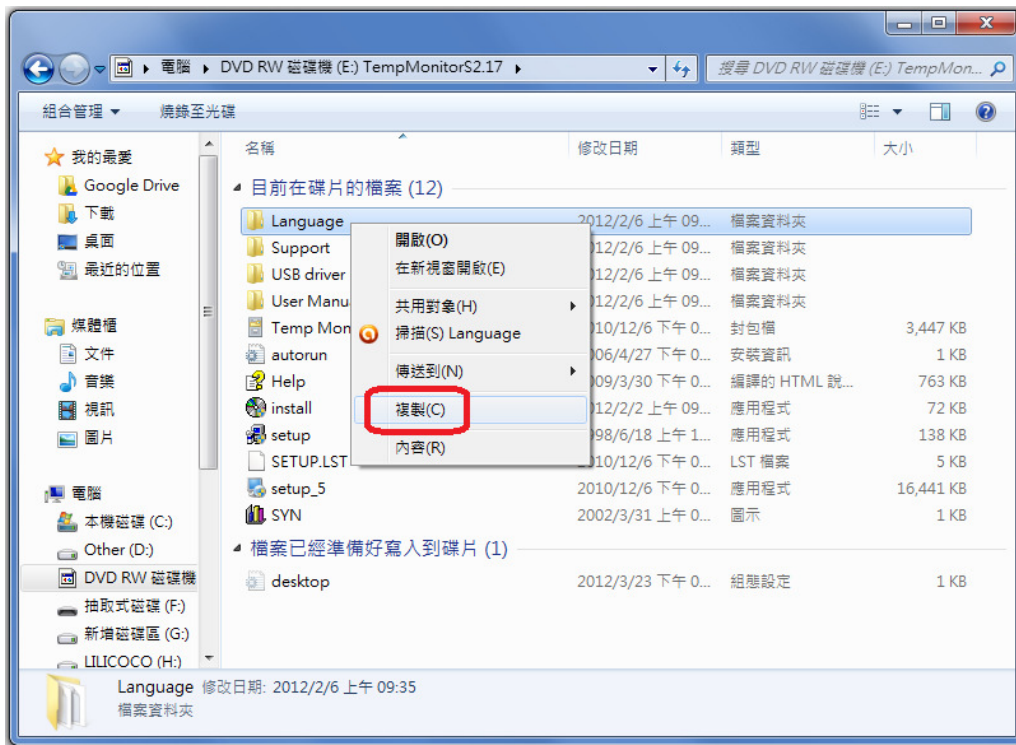 電腦 ▸ DVD RW 磁碟機 (E:) TempMonitorS2.17 ▸
搜尋 DVD RW 磁碟機 (E:) TempMon...
組合管理 燒錄至光碟
我的最愛
Google Drive
下載
桌面
最近的位置
媒體櫃
文件
音樂
視訊
圖片
電腦
本機磁碟 (C:)
Other (D:)
DVD RW 磁碟機
抽取式磁碟 (F:)
新增磁碟區 (G:)
LILICOCO (H:)
名稱 修改日期 類型 大小
目前在碟片的檔案 (12)
Language 2012/2/6 上午 09... 檔案資料夾
Support 012/2/6 上午 09... 檔案資料夾
USB driver 012/2/6 上午 09... 檔案資料夾
User Manu 012/2/6 上午 09... 檔案資料夾
Temp Mon 010/12/6 下午 0... 封包檔 3,447 KB
autorun 006/4/27 下午 0... 安裝資訊 1 KB
Help 009/3/30 下午 0... 編譯的 HTML 說... 763 KB
install 012/2/2 上午 09... 應用程式 72 KB
setup 998/6/18 上午 1... 應用程式 138 KB
SETUP.LST 010/12/6 下午 0... LST 檔案 5 KB
setup_5 2010/12/6 下午 0... 應用程式 16,441 KB
SYN 2002/3/31 上午 0... 圖示 1 KB
檔案已經準備好寫入到碟片 (1)
desktop 2012/3/23 下午 0... 組態設定 1 KB
開啟(O)
在新視窗開啟(E)
共用對象(H)
掃描(S) Language
傳送到(N)
複製(C)
內容(R)
Language 修改日期: 2012/2/6 上午 09:35
檔案資料夾